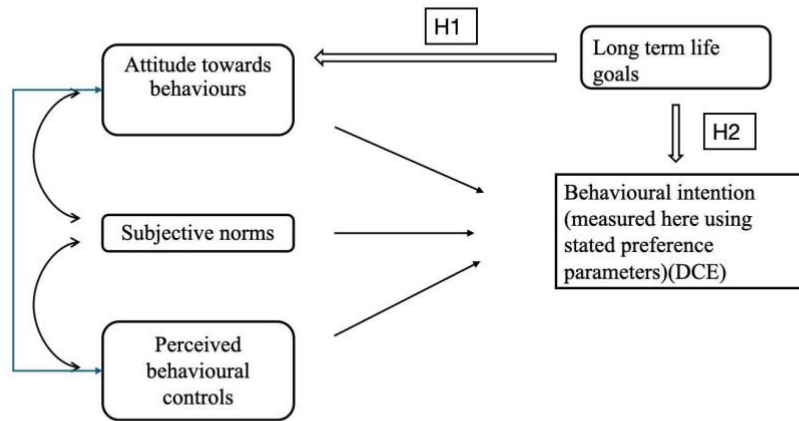 H1
Attitude towards
behaviours
Long term life
goals
H2
Subjective norms
Behavioural intention
(measured here using
stated preference
parameters)(DCE)
Perceived
behavioural
controls